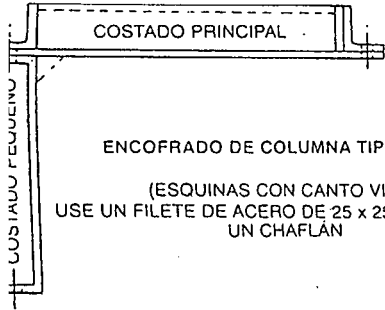 COSTADO PRINCIPAL
COSTADO PEQUEÑO
ENCOFRADO DE COLUMNA TIP
(ESQUINAS CON CANTO VI
USE UN FILETE DE ACERO DE 25 x 25
UN CHAFLÁN